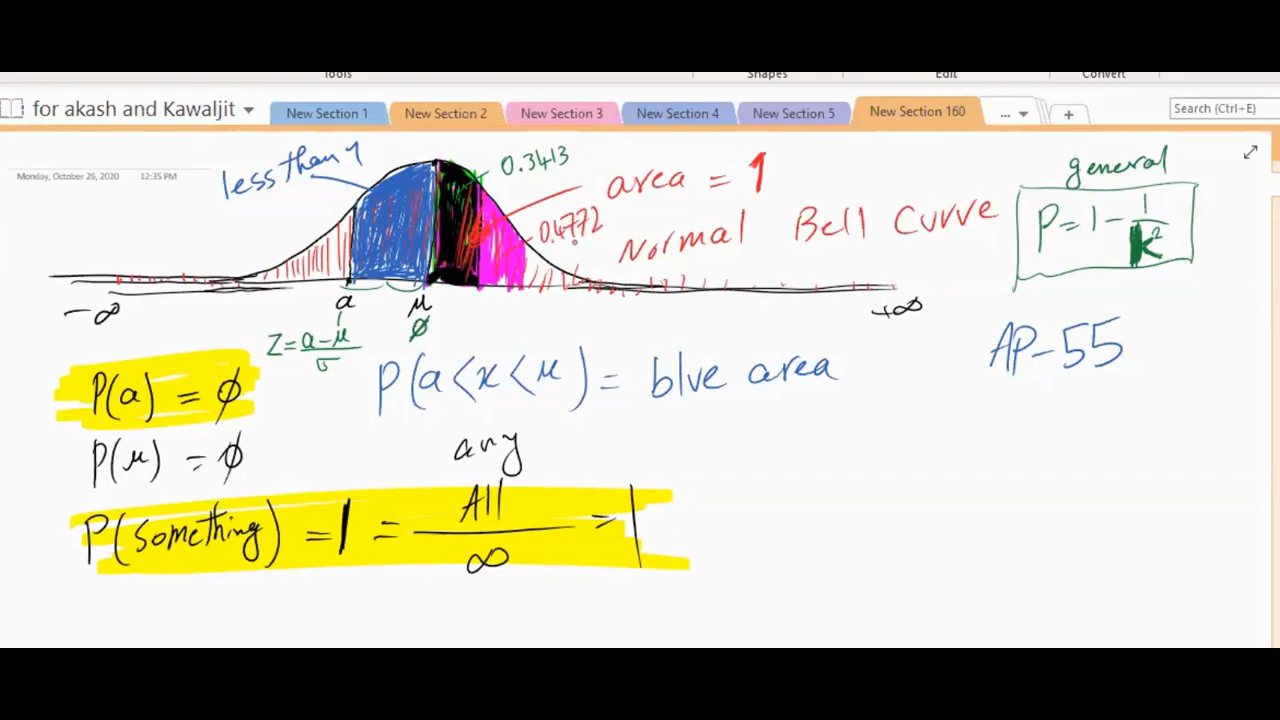 Tools Shapes Edit Convert
for akash and Kawaljit
New Section 1 New Section 2 New Section 3 New Section 4 New Section 5 New Section 160 ... Search (Ctrl+E)
Monday, October 26, 2020 12:35 PM
less than 1
0.3413
area = 1
general
0.4772
Normal Bell Curve
P = 1 - 1/k²
-∞
a
μ
+∞
Z = a-μ/σ
ø
AP-55
P(a) = ø
P(a<x<μ) = blue area
P(μ) = ø
any
P(something) = 1 = All/∞ = 1